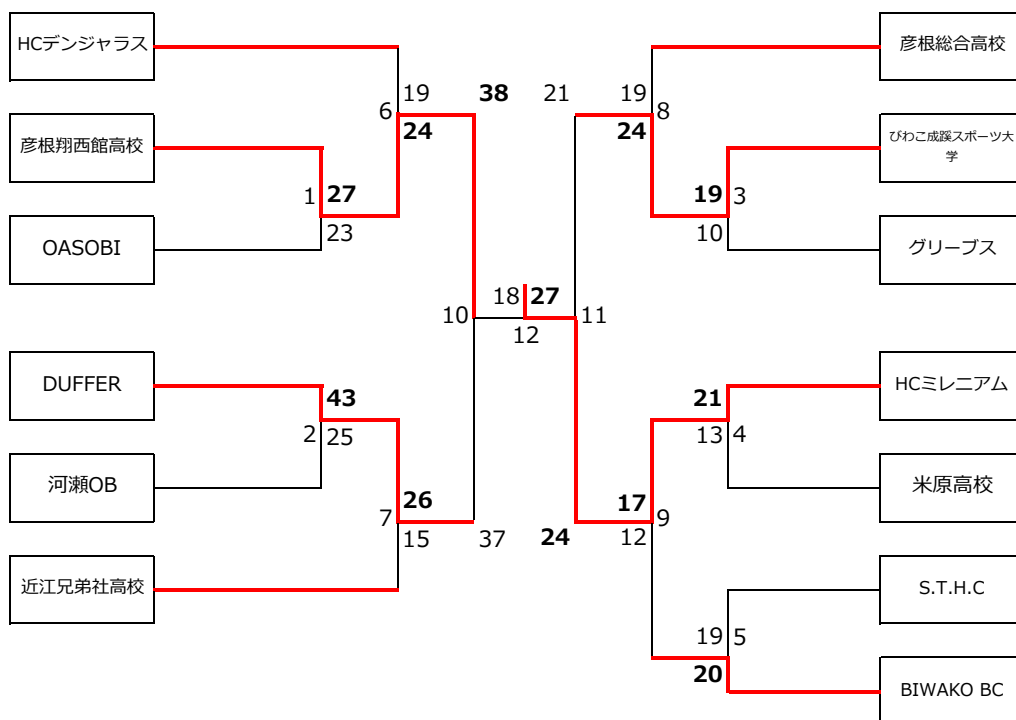 HCデンジャラス
彦根総合高校
19
38
21
19
6
8
24
24
彦根翔西館高校
びわこ成蹊スポーツ大
学
1
27
19
3
23
10
OASOBI
グリーブス
18
27
10
11
12
DUFFER
HCミレニアム
43
21
2
25
13
4
河瀬OB
米原高校
26
17
7
9
15
37
24
12
近江兄弟社高校
S.T.H.C
19
5
20
BIWAKO BC